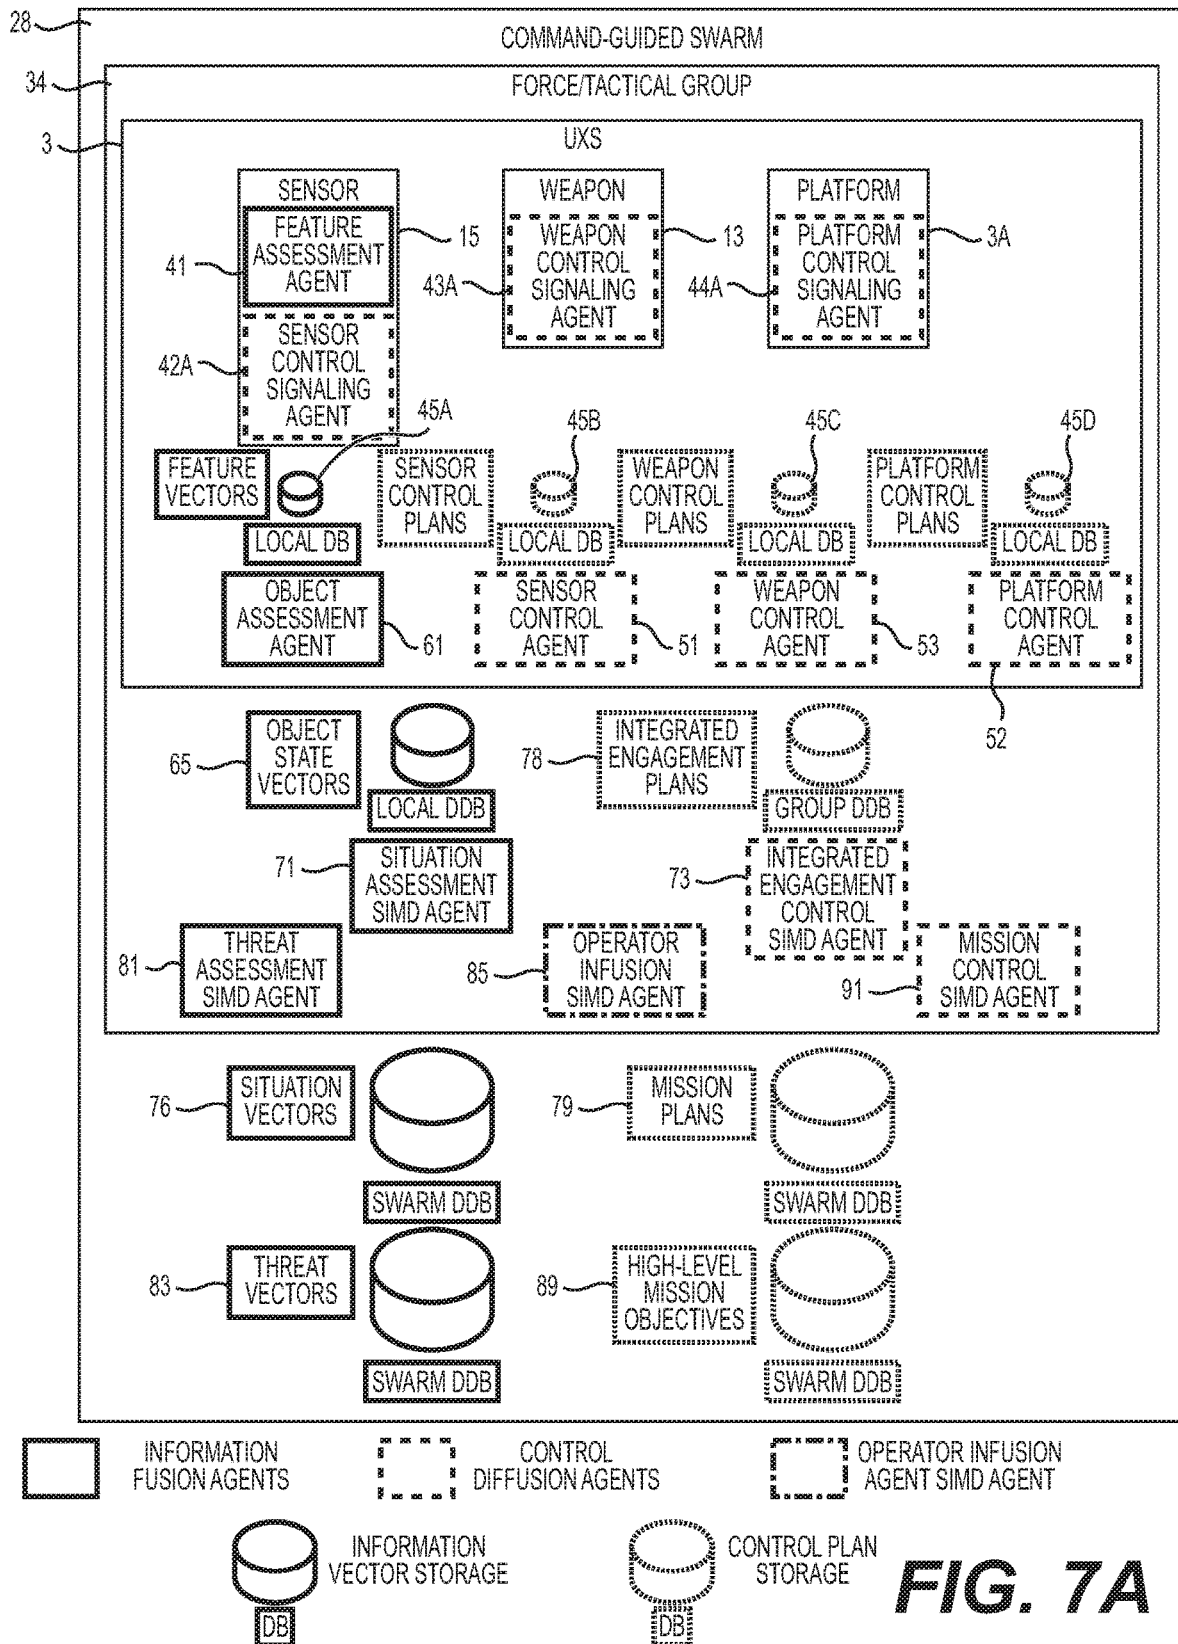 28
COMMAND-GUIDED SWARM
34
FORCE/TACTICAL GROUP
3
UXS
SENSOR
FEATURE
ASSESSMENT
AGENT
15
41
SENSOR
CONTROL
SIGNALING
AGENT
42A
WEAPON
WEAPON
CONTROL
SIGNALING
AGENT
13
43A
PLATFORM
PLATFORM
CONTROL
SIGNALING
AGENT
3A
44A
45A
45B
45C
45D
FEATURE
VECTORS
LOCAL DB
SENSOR
CONTROL
PLANS
LOCAL DB
WEAPON
CONTROL
PLANS
LOCAL DB
PLATFORM
CONTROL
PLANS
LOCAL DB
OBJECT
ASSESSMENT
AGENT
61
SENSOR
CONTROL
AGENT
51
WEAPON
CONTROL
AGENT
53
PLATFORM
CONTROL
AGENT
52
65
OBJECT
STATE
VECTORS
LOCAL DDB
78
INTEGRATED
ENGAGEMENT
PLANS
GROUP DDB
71
SITUATION
ASSESSMENT
SIMD AGENT
73
INTEGRATED
ENGAGEMENT
CONTROL
SIMD AGENT
81
THREAT
ASSESSMENT
SIMD AGENT
85
OPERATOR
INFUSION
SIMD AGENT
91
MISSION
CONTROL
SIMD AGENT
76
SITUATION
VECTORS
SWARM DDB
79
MISSION
PLANS
SWARM DDB
83
THREAT
VECTORS
SWARM DDB
89
HIGH-LEVEL
MISSION
OBJECTIVES
SWARM DDB
INFORMATION
FUSION AGENTS
CONTROL
DIFFUSION AGENTS
OPERATOR INFUSION
AGENT SIMD AGENT
INFORMATION
VECTOR STORAGE
DB
CONTROL PLAN
STORAGE
DB
FIG. 7A